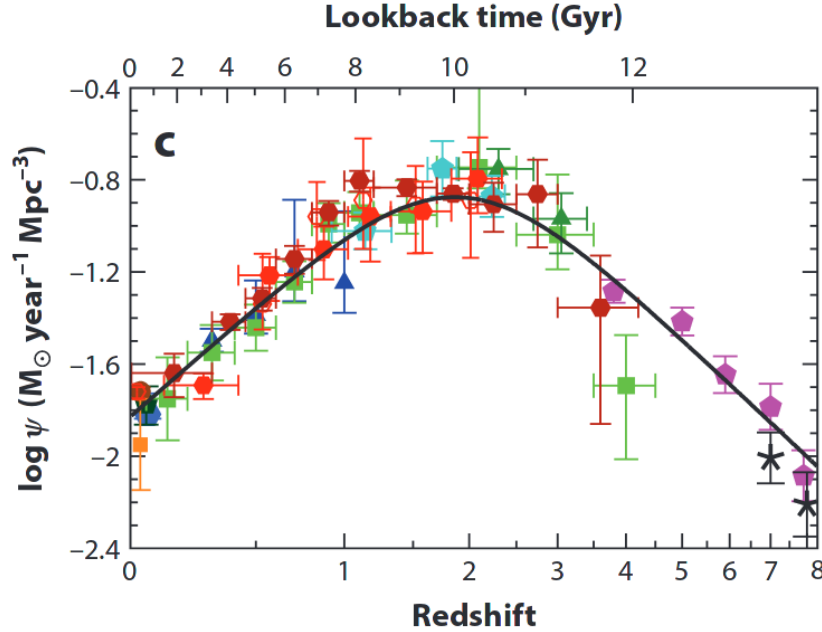 Lookback time (Gyr)
0 2 4 6 8 10 12
C
−0.4
−0.8
−1.2
−1.6
−2
−2.4
log ψ (M⊙ year⁻¹ Mpc⁻³)
0 1 2 3 4 5 6 7 8
Redshift